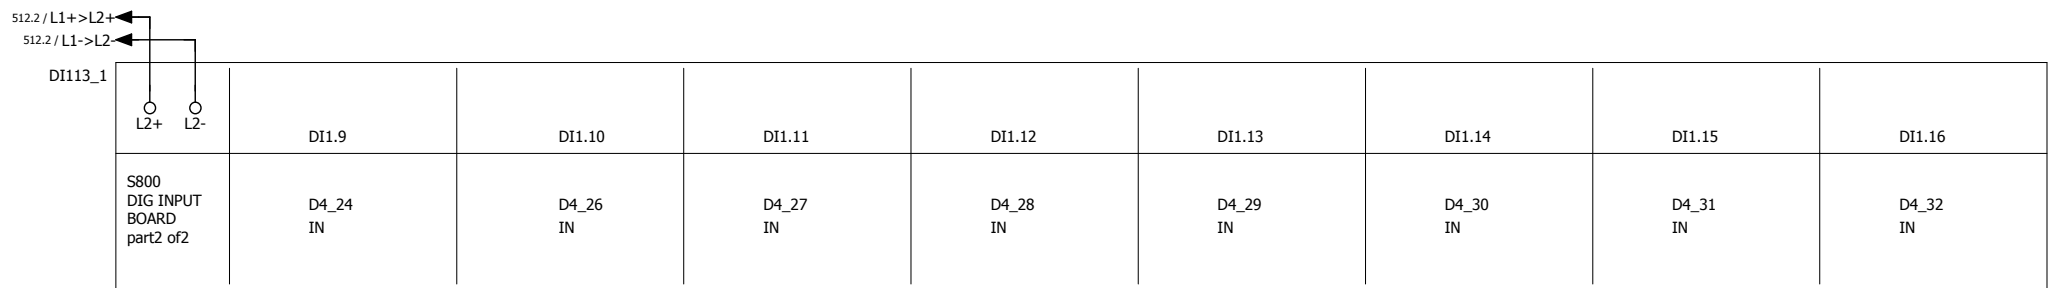 512.2 / L1+>L2+
512.2 / L1->L2-
DI113_1
L2+ L2-
DI1.9 DI1.10 DI1.11 DI1.12 DI1.13 DI1.14 DI1.15 DI1.16
S800
DIG INPUT
BOARD
part2 of2
D4_24 D4_26 D4_27 D4_28 D4_29 D4_30 D4_31 D4_32
IN IN IN IN IN IN IN IN